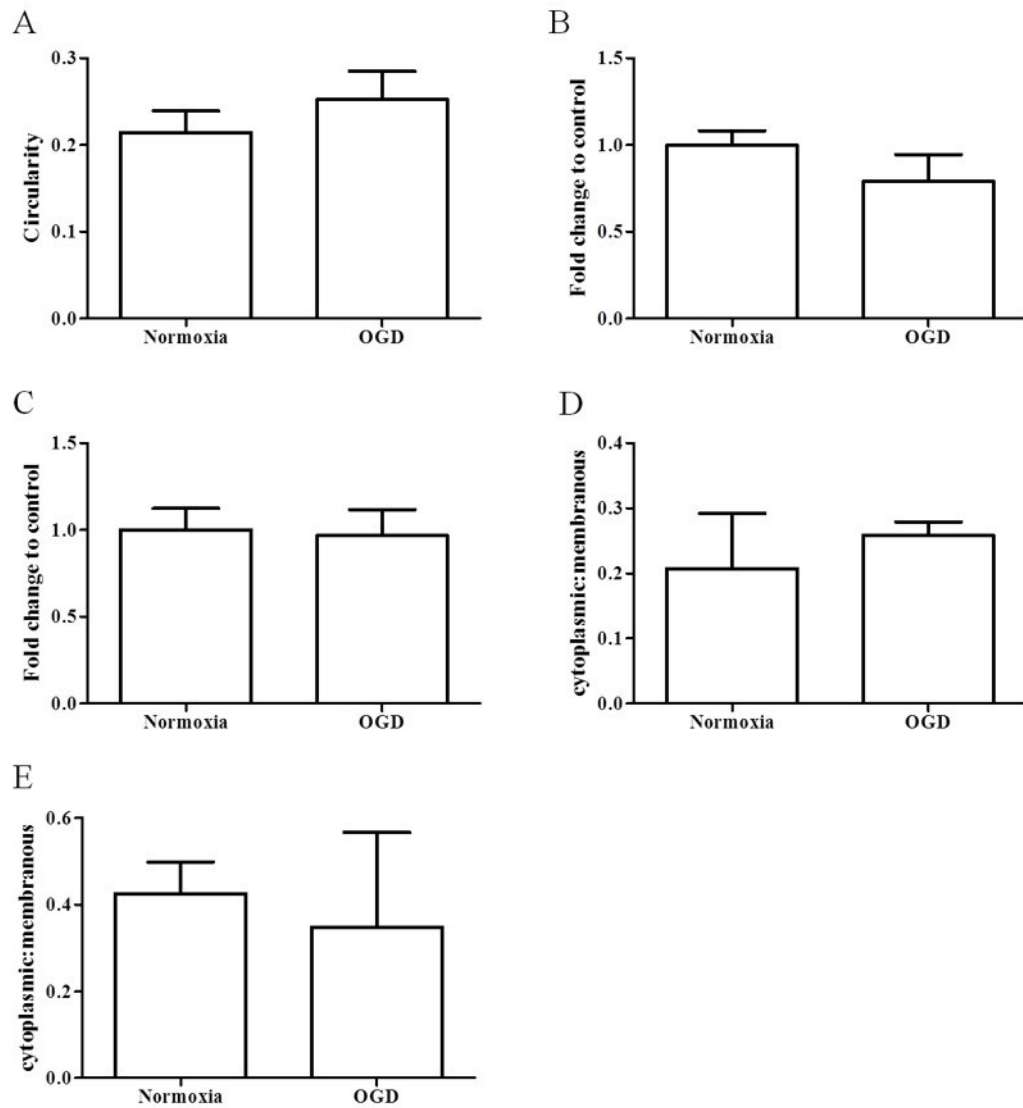 A
Circularity
0.3
0.2
0.1
0.0
Normoxia OGD
B
Fold change to control
1.5
1.0
0.5
0.0
Normoxia OGD
C
Fold change to control
1.5
1.0
0.5
0.0
Normoxia OGD
D
cytoplasmic:membranous
0.4
0.3
0.2
0.1
0.0
Normoxia OGD
E
cytoplasmic:membranous
0.6
0.4
0.2
0.0
Normoxia OGD